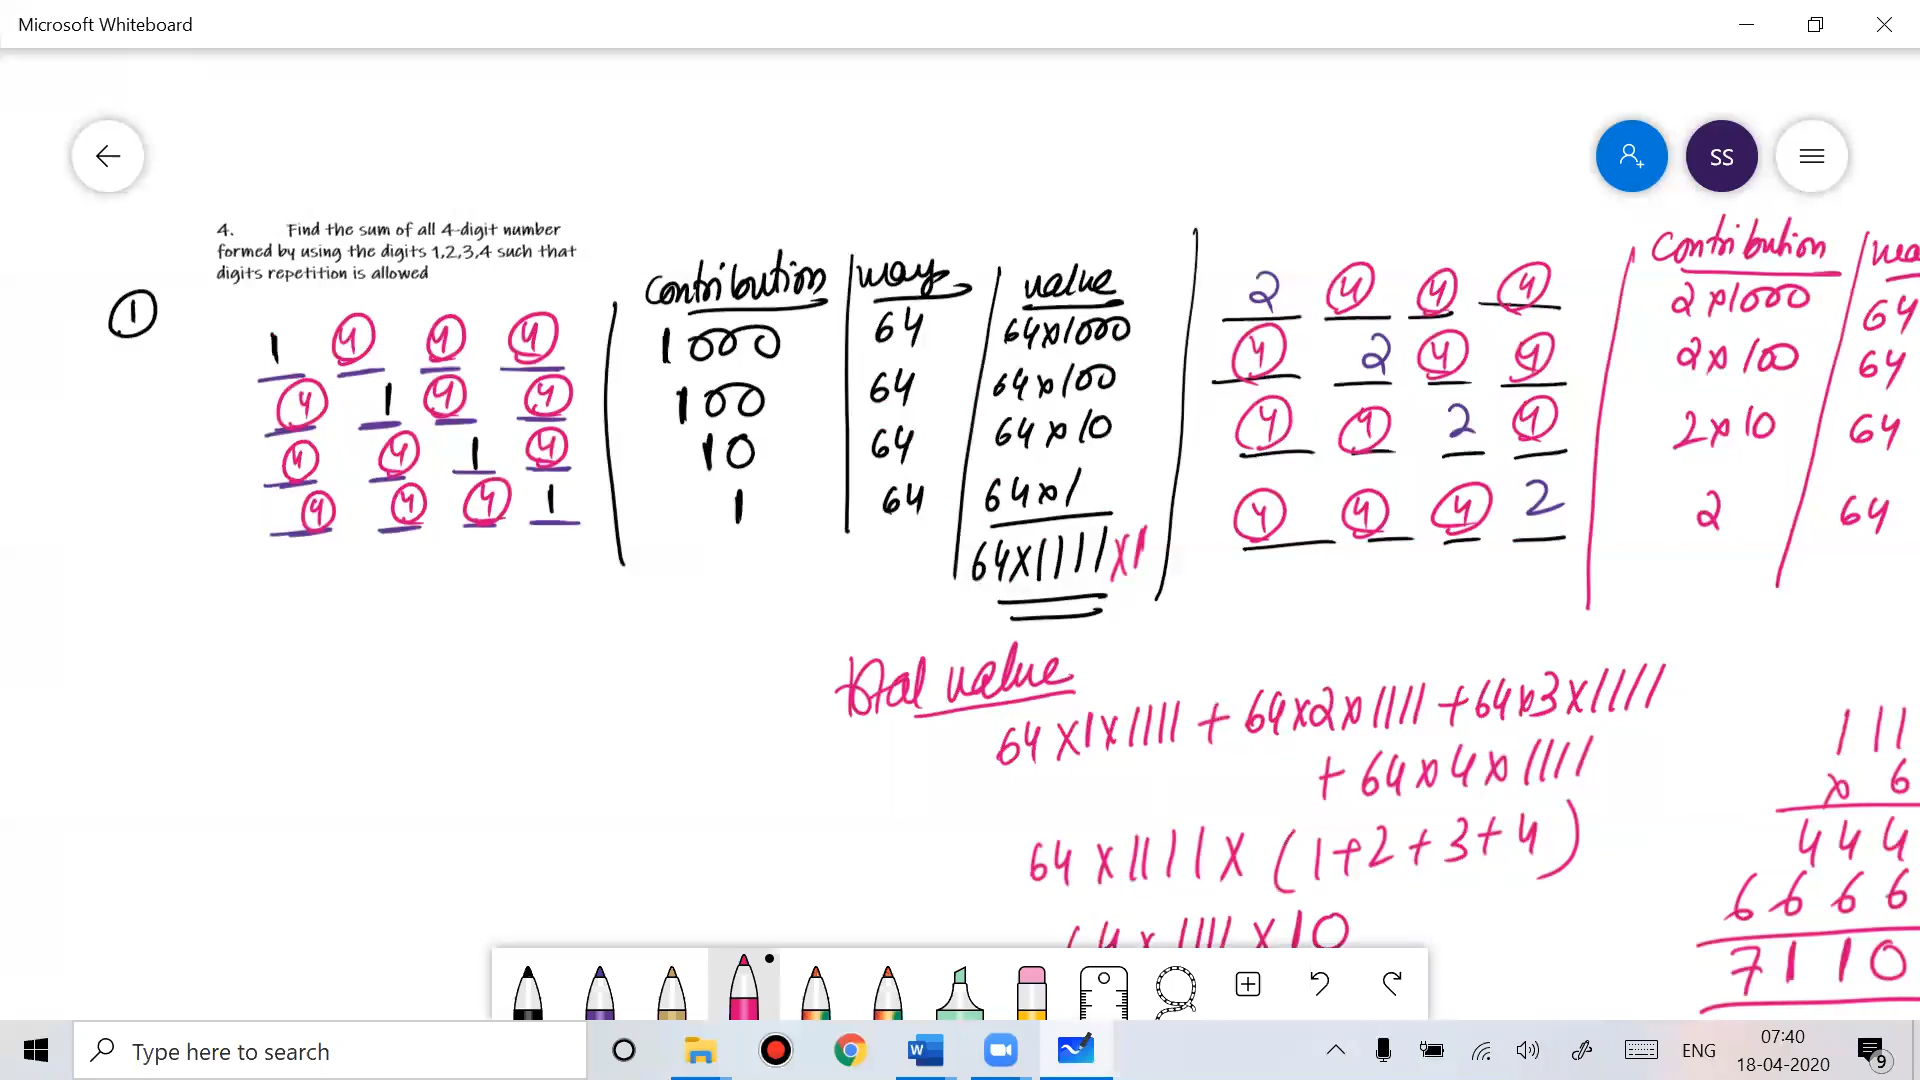 Microsoft Whiteboard
SS
4. Find the sum of all 4-digit number
formed by using the digits 1,2,3,4 such that
digits repetition is allowed
1
1 4 4 4
4 1 4 4
4 4 1 4
4 4 4 1
contribution way value
1000 64 64x1000
100 64 64x100
10 64 64x10
1 64 64x1
64x1111x1
2 4 4 4
4 2 4 4
4 4 2 4
4 4 4 2
contribution
2x1000 64
2x100 64
2x10 64
2 64
total value
64x1x1111 + 64x2x1111 + 64x3x1111
+ 64x4x1111
64x1111x(1+2+3+4)
64x1111x10
111
x 6
444
6666
7110
Type here to search
ENG
07:40
18-04-2020
9